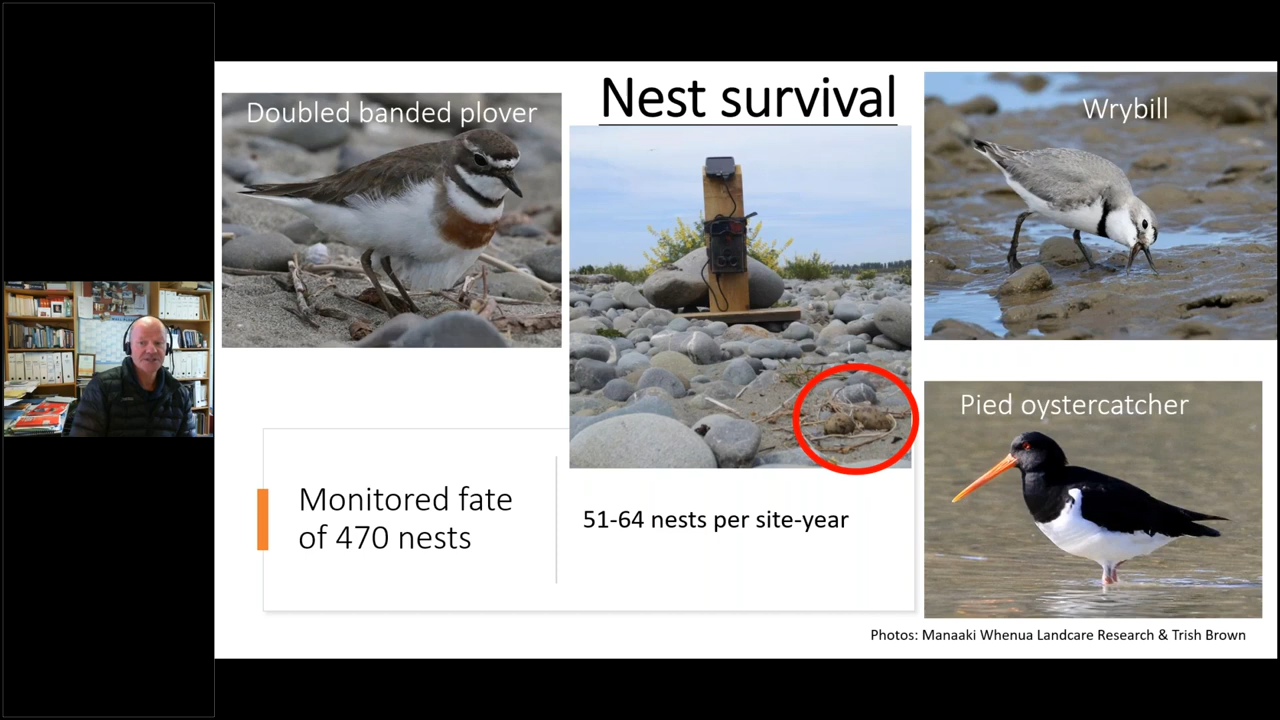 Nest survival
Doubled banded plover
Wrybill
Pied oystercatcher
Monitored fate
of 470 nests
51-64 nests per site-year
Photos: Manaaki Whenua Landcare Research & Trish Brown